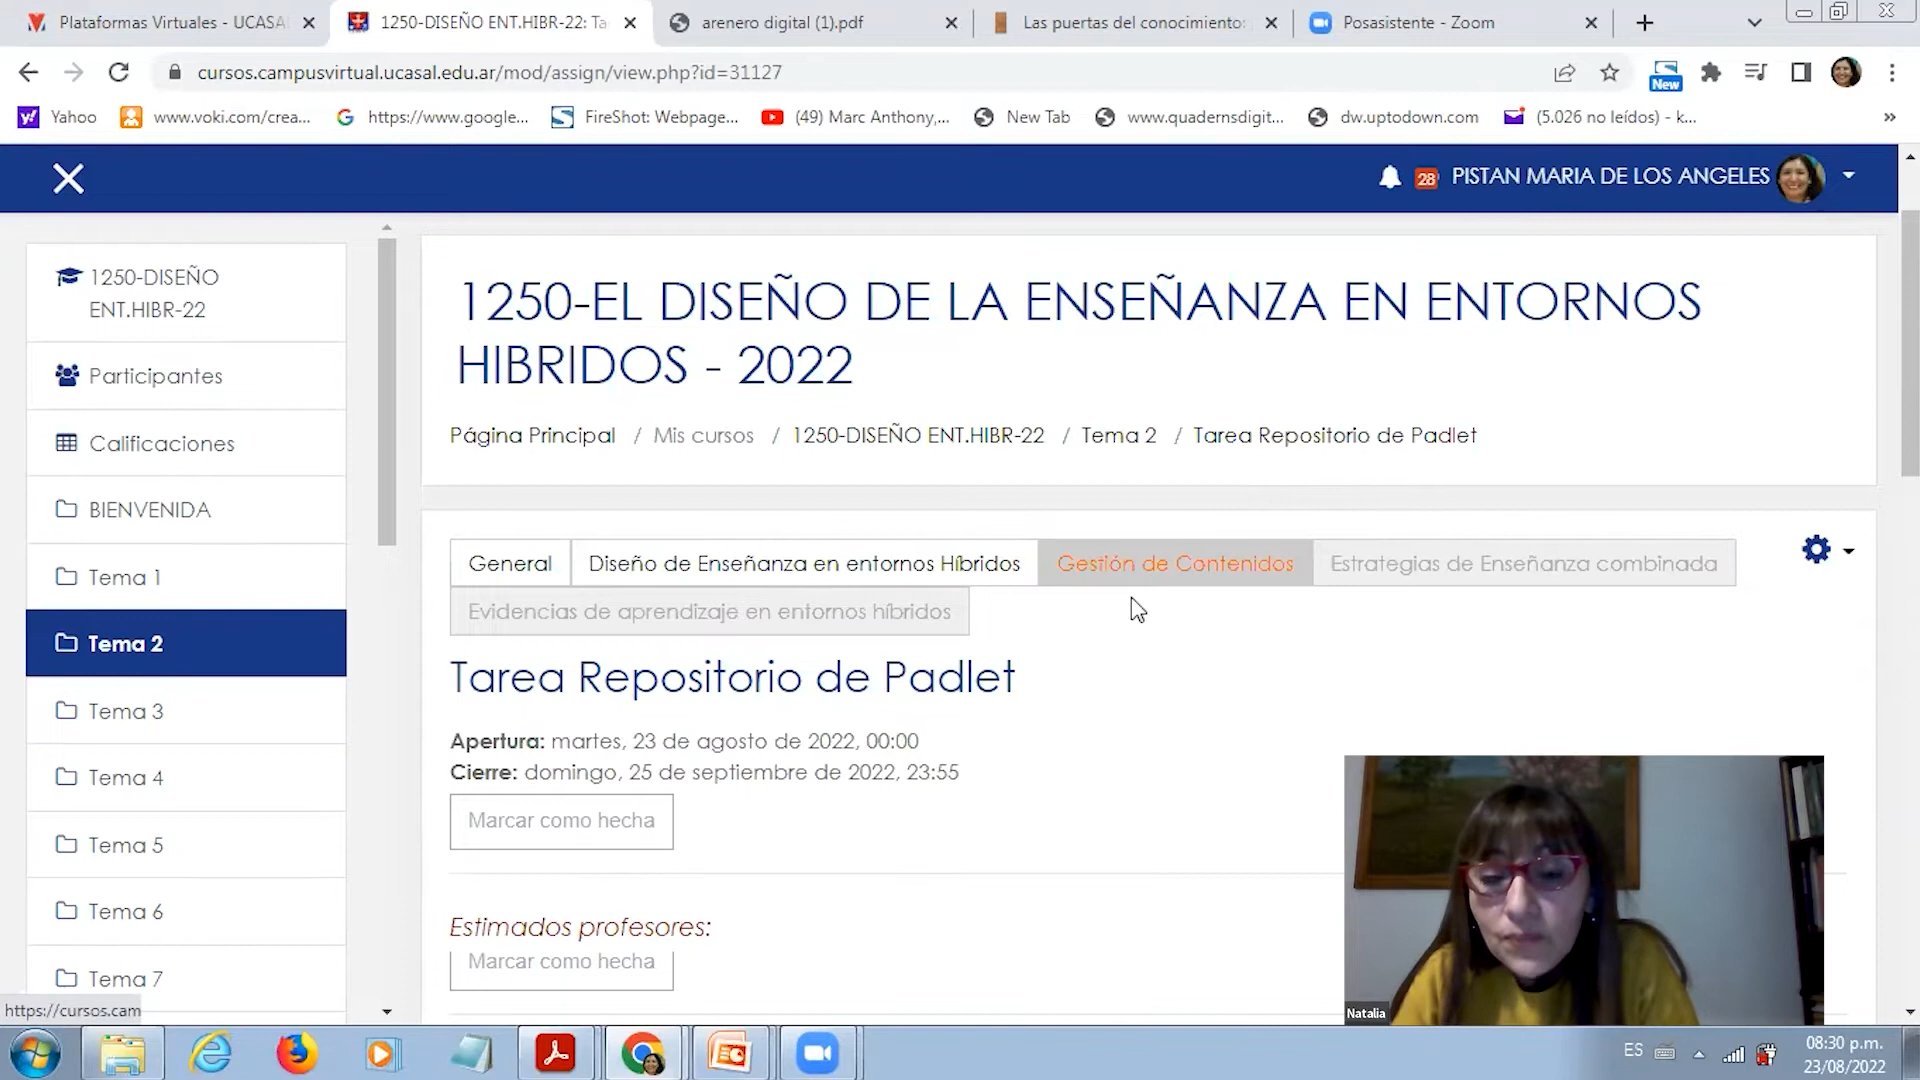 Plataformas Virtuales - UCASA
1250-DISEÑO ENT.HIBR-22: Ta
arenero digital (1).pdf
Las puertas del conocimiento:
Posasistente - Zoom
cursos.campusvirtual.ucasal.edu.ar/mod/assign/view.php?id=31127
New
Yahoo
www.voki.com/crea...
https://www.google...
FireShot: Webpage...
(49) Marc Anthony,...
New Tab
www.quadernsdigit...
dw.uptodown.com
(5.026 no leídos) - k...
»
28
PISTAN MARIA DE LOS ANGELES
1250-DISEÑO
ENT.HIBR-22
Participantes
Calificaciones
BIENVENIDA
Tema 1
Tema 2
Tema 3
Tema 4
Tema 5
Tema 6
Tema 7
https://cursos.cam
1250-EL DISEÑO DE LA ENSEÑANZA EN ENTORNOS
HIBRIDOS - 2022
Página Principal / Mis cursos / 1250-DISEÑO ENT.HIBR-22 / Tema 2 / Tarea Repositorio de Padlet
General
Diseño de Enseñanza en entornos Híbridos
Gestión de Contenidos
Estrategias de Enseñanza combinada
Evidencias de aprendizaje en entornos híbridos
Tarea Repositorio de Padlet
Apertura: martes, 23 de agosto de 2022, 00:00
Cierre: domingo, 25 de septiembre de 2022, 23:55
Marcar como hecha
Estimados profesores:
Marcar como hecha
Natalia
ES
08:30 p.m.
23/08/2022